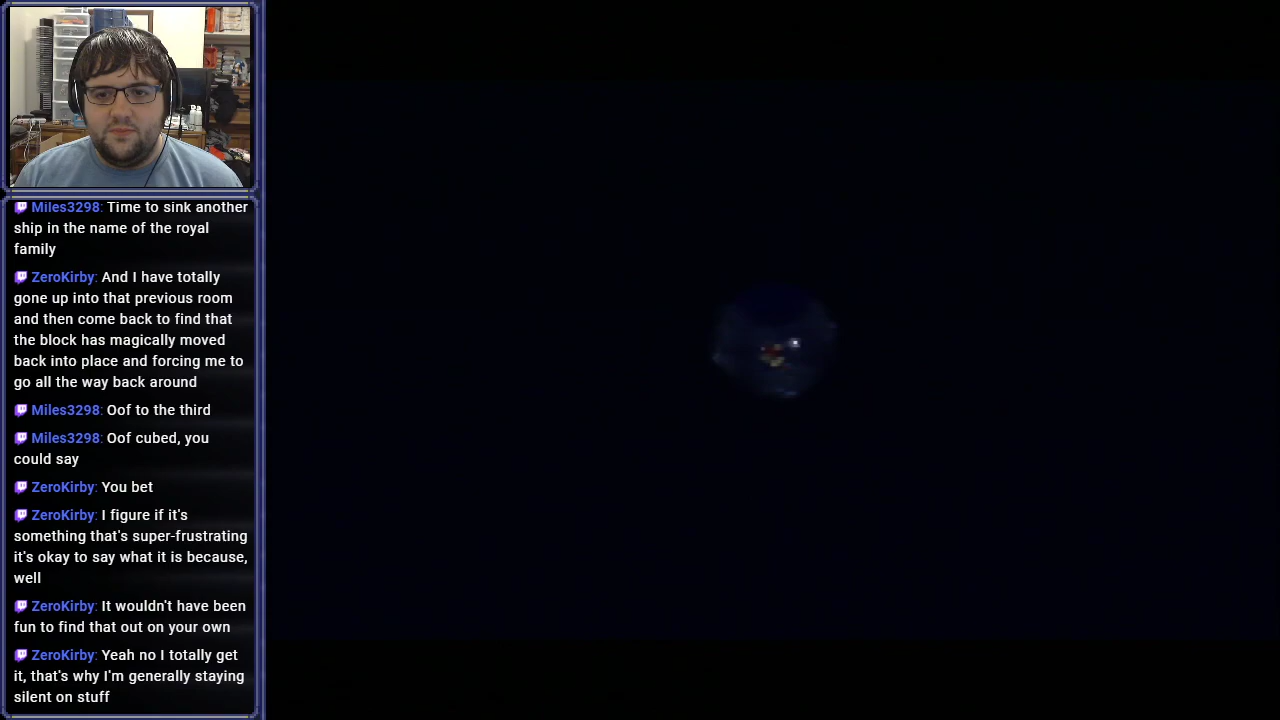 Miles3298: Time to sink another
ship in the name of the royal
family
ZeroKirby: And I have totally
gone up into that previous room
and then come back to find that
the block has magically moved
back into place and forcing me to
go all the way back around
Miles3298: Oof to the third
Miles3298: Oof cubed, you
could say
ZeroKirby: You bet
ZeroKirby: I figure if it's
something that's super-frustrating
it's okay to say what it is because,
well
ZeroKirby: It wouldn't have been
fun to find that out on your own
ZeroKirby: Yeah no I totally get
it, that's why I'm generally staying
silent on stuff